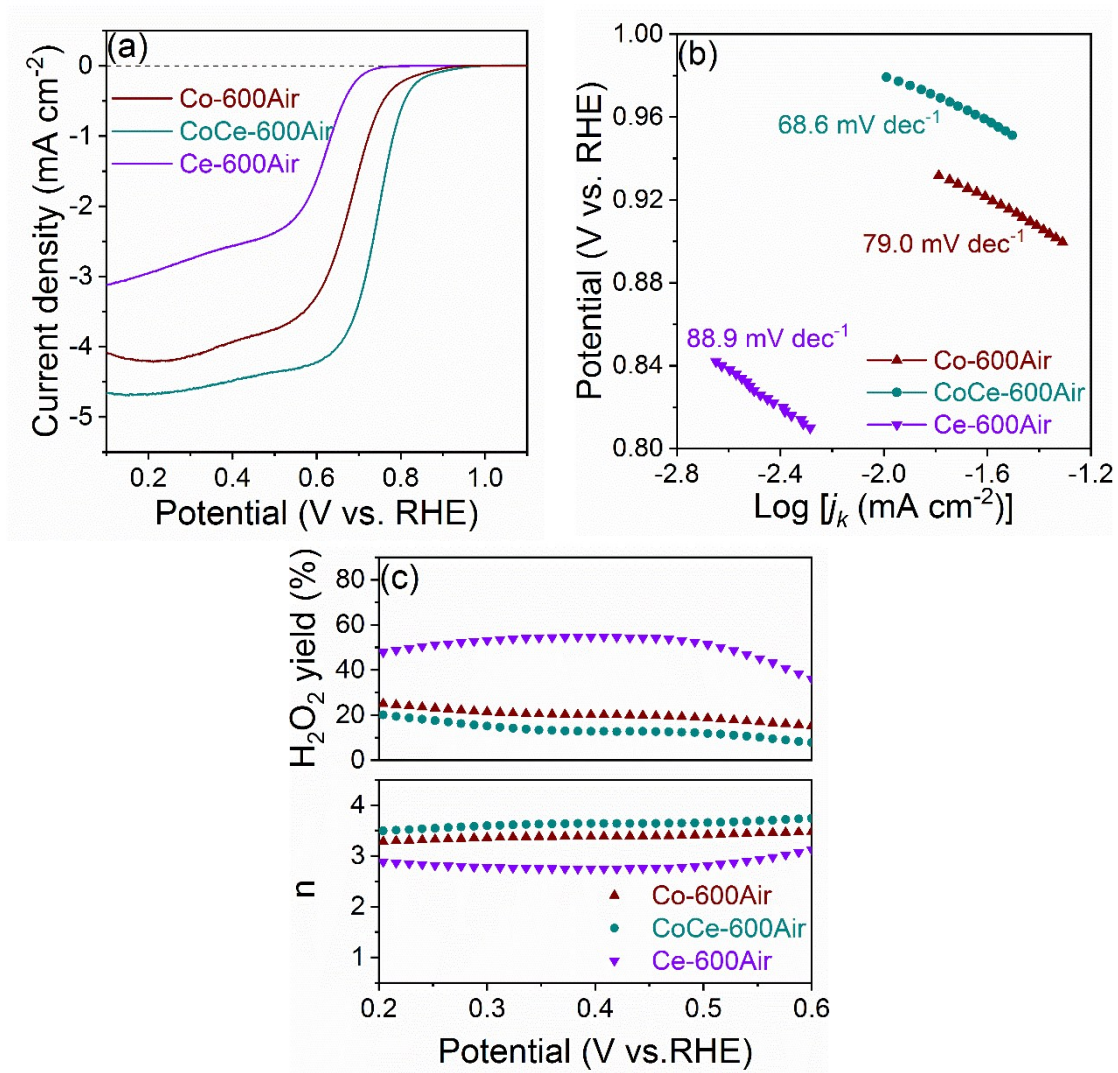 (a)
Current density (mA cm⁻²)
0
-1
-2
-3
-4
-5
Co-600Air
CoCe-600Air
Ce-600Air
0.2 0.4 0.6 0.8 1.0
Potential (V vs. RHE)
(b)
Potential (V vs. RHE)
1.00
0.96
0.92
0.88
0.84
0.80
68.6 mV dec⁻¹
79.0 mV dec⁻¹
88.9 mV dec⁻¹
Co-600Air
CoCe-600Air
Ce-600Air
-2.8 -2.4 -2.0 -1.6 -1.2
Log [jₖ (mA cm⁻²)]
(c)
H₂O₂ yield (%)
80
60
40
20
0
n
4
3
2
1
Co-600Air
CoCe-600Air
Ce-600Air
0.2 0.3 0.4 0.5 0.6
Potential (V vs.RHE)